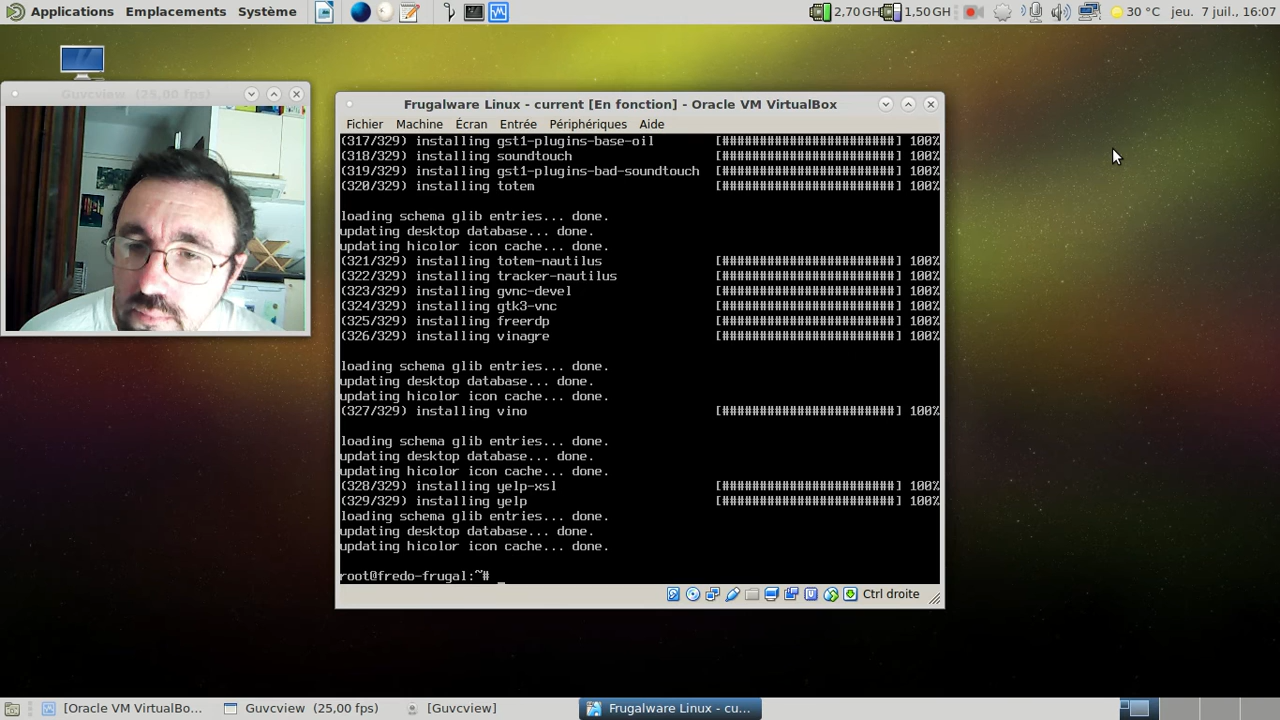 Applications Emplacements Système 2,70 GH 1,50 GH 30 °C jeu. 7 juil., 16:07
Guvcview (25,00 fps)
Frugalware Linux - current [En fonction] - Oracle VM VirtualBox
Fichier Machine Écran Entrée Périphériques Aide
(317/329) installing gst1-plugins-base-oil [#######################] 100%
(318/329) installing soundtouch [#######################] 100%
(319/329) installing gst1-plugins-bad-soundtouch [#######################] 100%
(320/329) installing totem [#######################] 100%
loading schema glib entries... done.
updating desktop database... done.
updating hicolor icon cache... done.
(321/329) installing totem-nautilus [#######################] 100%
(322/329) installing tracker-nautilus [#######################] 100%
(323/329) installing gvnc-devel [#######################] 100%
(324/329) installing gtk3-vnc [#######################] 100%
(325/329) installing freerdp [#######################] 100%
(326/329) installing vinagre [#######################] 100%
loading schema glib entries... done.
updating desktop database... done.
updating hicolor icon cache... done.
(327/329) installing vino [#######################] 100%
loading schema glib entries... done.
updating desktop database... done.
updating hicolor icon cache... done.
(328/329) installing yelp-xsl [#######################] 100%
(329/329) installing yelp [#######################] 100%
loading schema glib entries... done.
updating desktop database... done.
updating hicolor icon cache... done.
root@fredo-frugal:~# _
Ctrl droite
[Oracle VM VirtualBo... Guvcview (25,00 fps) [Guvcview] Frugalware Linux - cu...